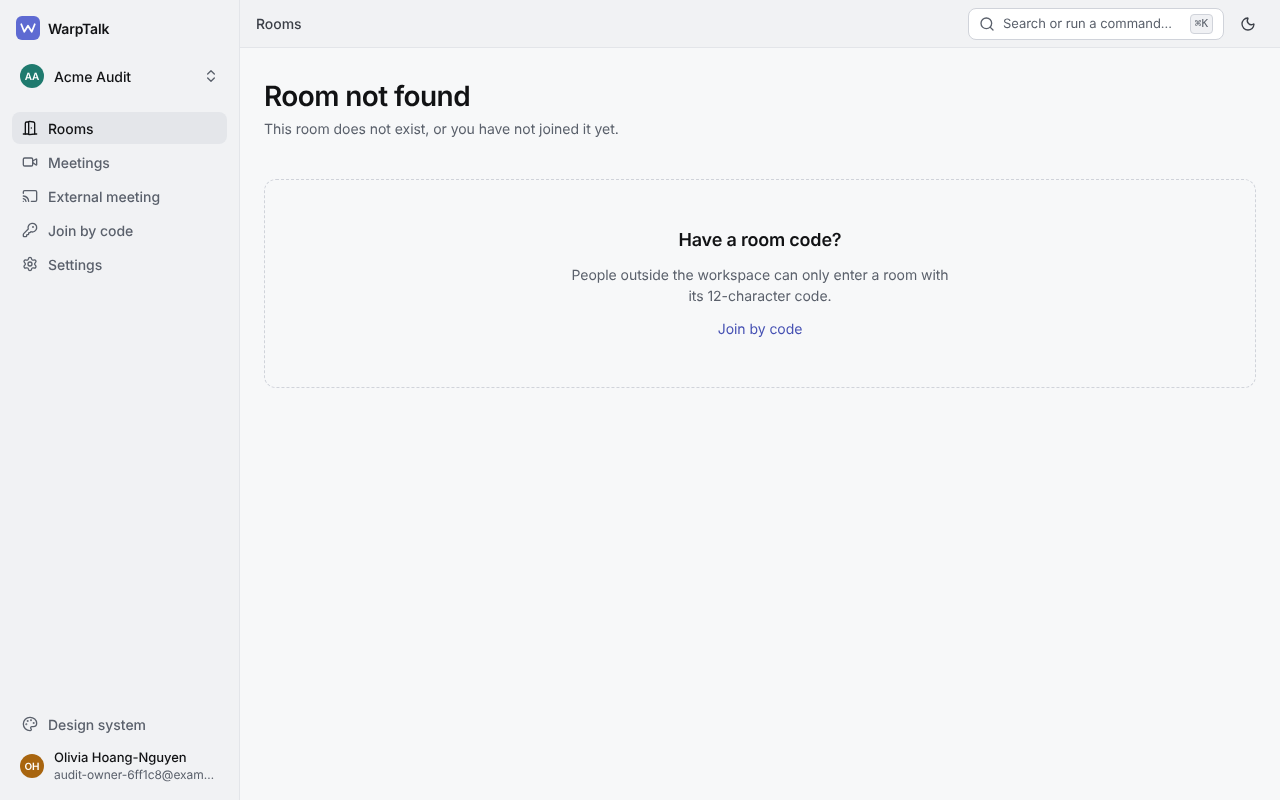 WarpTalk
AA
Acme Audit
Rooms
Meetings
External meeting
Join by code
Settings
Design system
OH
Olivia Hoang-Nguyen
audit-owner-6ff1c8@exam...
Rooms
Search or run a command...
⌘K
Room not found
This room does not exist, or you have not joined it yet.
Have a room code?
People outside the workspace can only enter a room with
its 12-character code.
Join by code